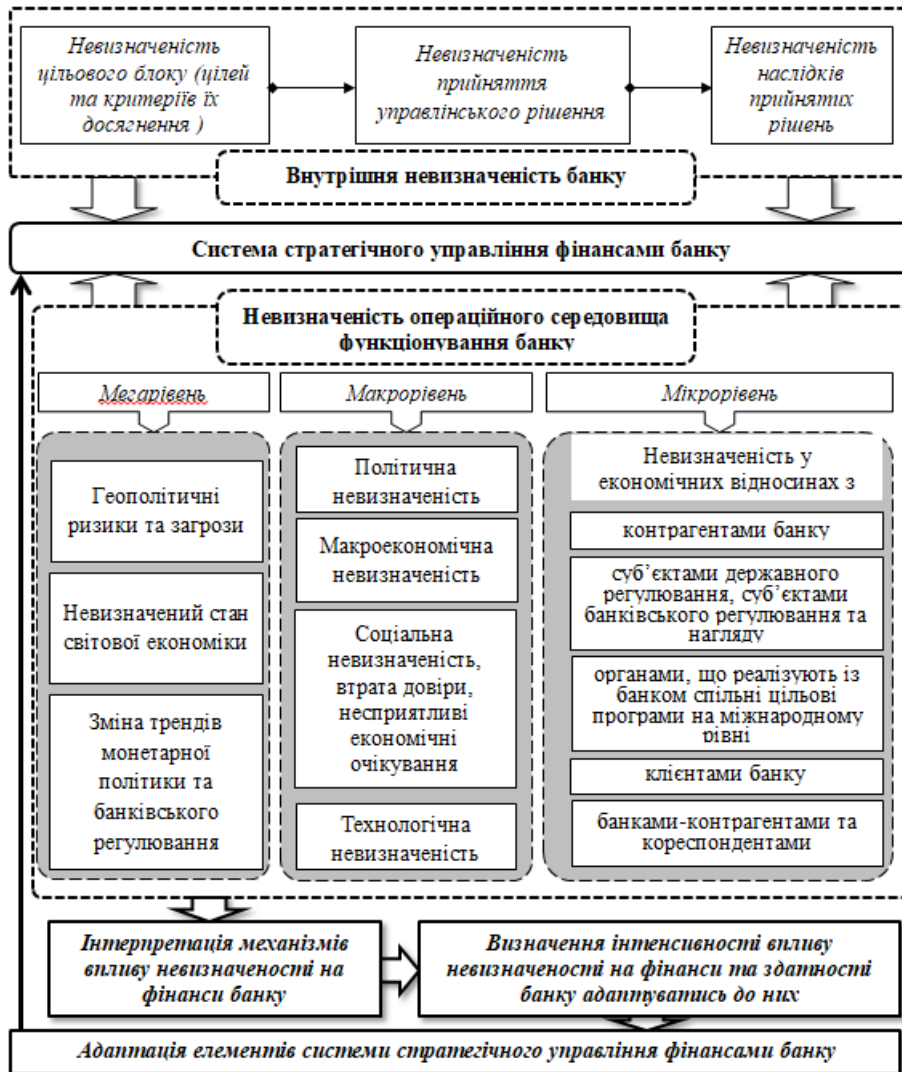 Невизначеність
цільового блоку (цілей
та критеріїв їх
досягнення )
Невизначеність
прийняття
управлінського рішення
Невизначеність
наслідків
прийнятих
рішень
Внутрішня невизначеність банку
Система стратегічного управління фінансами банку
Невизначеність операційного середовища
функціонування банку
Мегарівень
Макрорівень
Мікрорівень
Геополітичні
ризики та загрози
Невизначений стан
світової економіки
Зміна трендів
монетарної
політики та
банківського
регулювання
Політична
невизначеність
Макроекономічна
невизначеність
Соціальна
невизначеність,
втрата довіри,
несприятливі
економічні
очікування
Технологічна
невизначеність
Невизначеність у
економічних відносинах з
контрагентами банку
суб’єктами державного
регулювання, суб’єктами
банківського регулювання та
нагляду
органами, що реалізують із
банком спільні цільові
програми на міжнародному
рівні
клієнтами банку
банками-контрагентами та
кореспондентами
Інтерпретація механізмів
впливу невизначеності на
фінанси банку
Визначення інтенсивності впливу
невизначеності на фінанси та здатності
банку адаптуватись до них
Адаптація елементів системи стратегічного управління фінансами банку